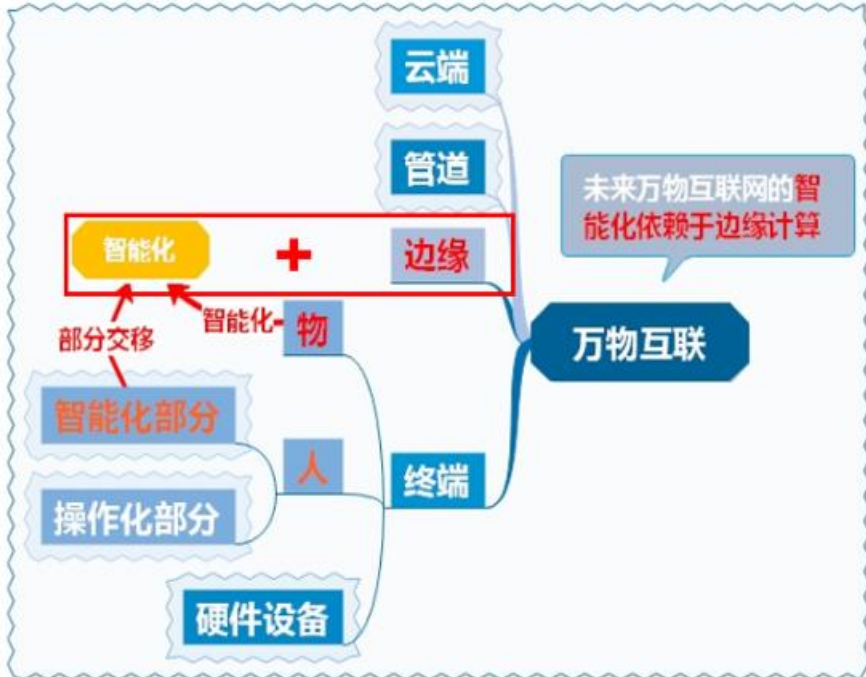 云端
管道
未来万物互联网的智
能化依赖于边缘计算
智能化
+
边缘
部分交移
智能化
物
万物互联
智能化部分
人
终端
操作化部分
硬件设备